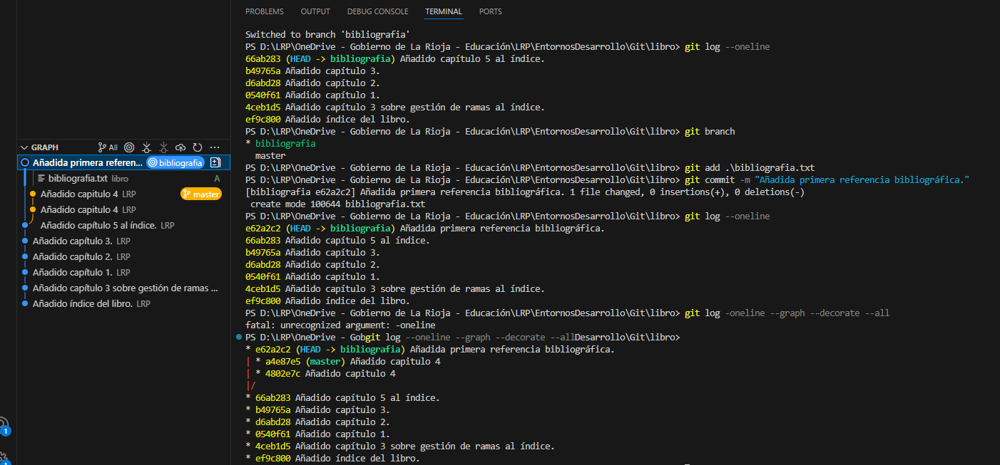 PROBLEMS OUTPUT DEBUG CONSOLE TERMINAL PORTS
Switched to branch 'bibliografia'
PS D:\LRP\OneDrive - Gobierno de La Rioja - Educación\LRP\EntornosDesarrollo\Git\libro> git log --oneline
66ab283 (HEAD -> bibliografia) Añadido capítulo 5 al índice.
b49765a Añadido capítulo 3.
d6abd28 Añadido capítulo 2.
0540f61 Añadido capítulo 1.
4ceb1d5 Añadido capítulo 3 sobre gestión de ramas al índice.
ef9c800 Añadido índice del libro.
PS D:\LRP\OneDrive - Gobierno de La Rioja - Educación\LRP\EntornosDesarrollo\Git\libro> git branch
* bibliografia
master
PS D:\LRP\OneDrive - Gobierno de La Rioja - Educación\LRP\EntornosDesarrollo\Git\libro> git add .\bibliografia.txt
PS D:\LRP\OneDrive - Gobierno de La Rioja - Educación\LRP\EntornosDesarrollo\Git\libro> git commit -m "Añadida primera referencia bibliográfica."
[bibliografia e62a2c2] Añadida primera referencia bibliográfica. 1 file changed, 0 insertions(+), 0 deletions(-)
create mode 100644 bibliografia.txt
PS D:\LRP\OneDrive - Gobierno de La Rioja - Educación\LRP\EntornosDesarrollo\Git\libro> git log --oneline
e62a2c2 (HEAD -> bibliografia) Añadida primera referencia bibliográfica.
66ab283 Añadido capítulo 5 al índice.
b49765a Añadido capítulo 3.
d6abd28 Añadido capítulo 2.
0540f61 Añadido capítulo 1.
4ceb1d5 Añadido capítulo 3 sobre gestión de ramas al índice.
ef9c800 Añadido índice del libro.
PS D:\LRP\OneDrive - Gobierno de La Rioja - Educación\LRP\EntornosDesarrollo\Git\libro> git log -oneline --graph --decorate --all
fatal: unrecognized argument: -oneline
PS D:\LRP\OneDrive - Gobgit log --oneline --graph --decorate --allDesarrollo\Git\libro>
* e62a2c2 (HEAD -> bibliografia) Añadida primera referencia bibliográfica.
| * a4e87e5 (master) Añadido capitulo 4
| * 4802e7c Añadido capitulo 4
|/
* 66ab283 Añadido capítulo 5 al índice.
* b49765a Añadido capítulo 3.
* d6abd28 Añadido capítulo 2.
* 0540f61 Añadido capítulo 1.
* 4ceb1d5 Añadido capítulo 3 sobre gestión de ramas al índice.
* ef9c800 Añadido índice del libro.
GRAPH All ...
Añadida primera referen... bibliografia
bibliografia.txt libro A
Añadido capitulo 4 LRP master
Añadido capitulo 4 LRP
Añadido capítulo 5 al índice. LRP
Añadido capítulo 3. LRP
Añadido capítulo 2. LRP
Añadido capítulo 1. LRP
Añadido capítulo 3 sobre gestión de ramas ...
Añadido índice del libro. LRP
1
1